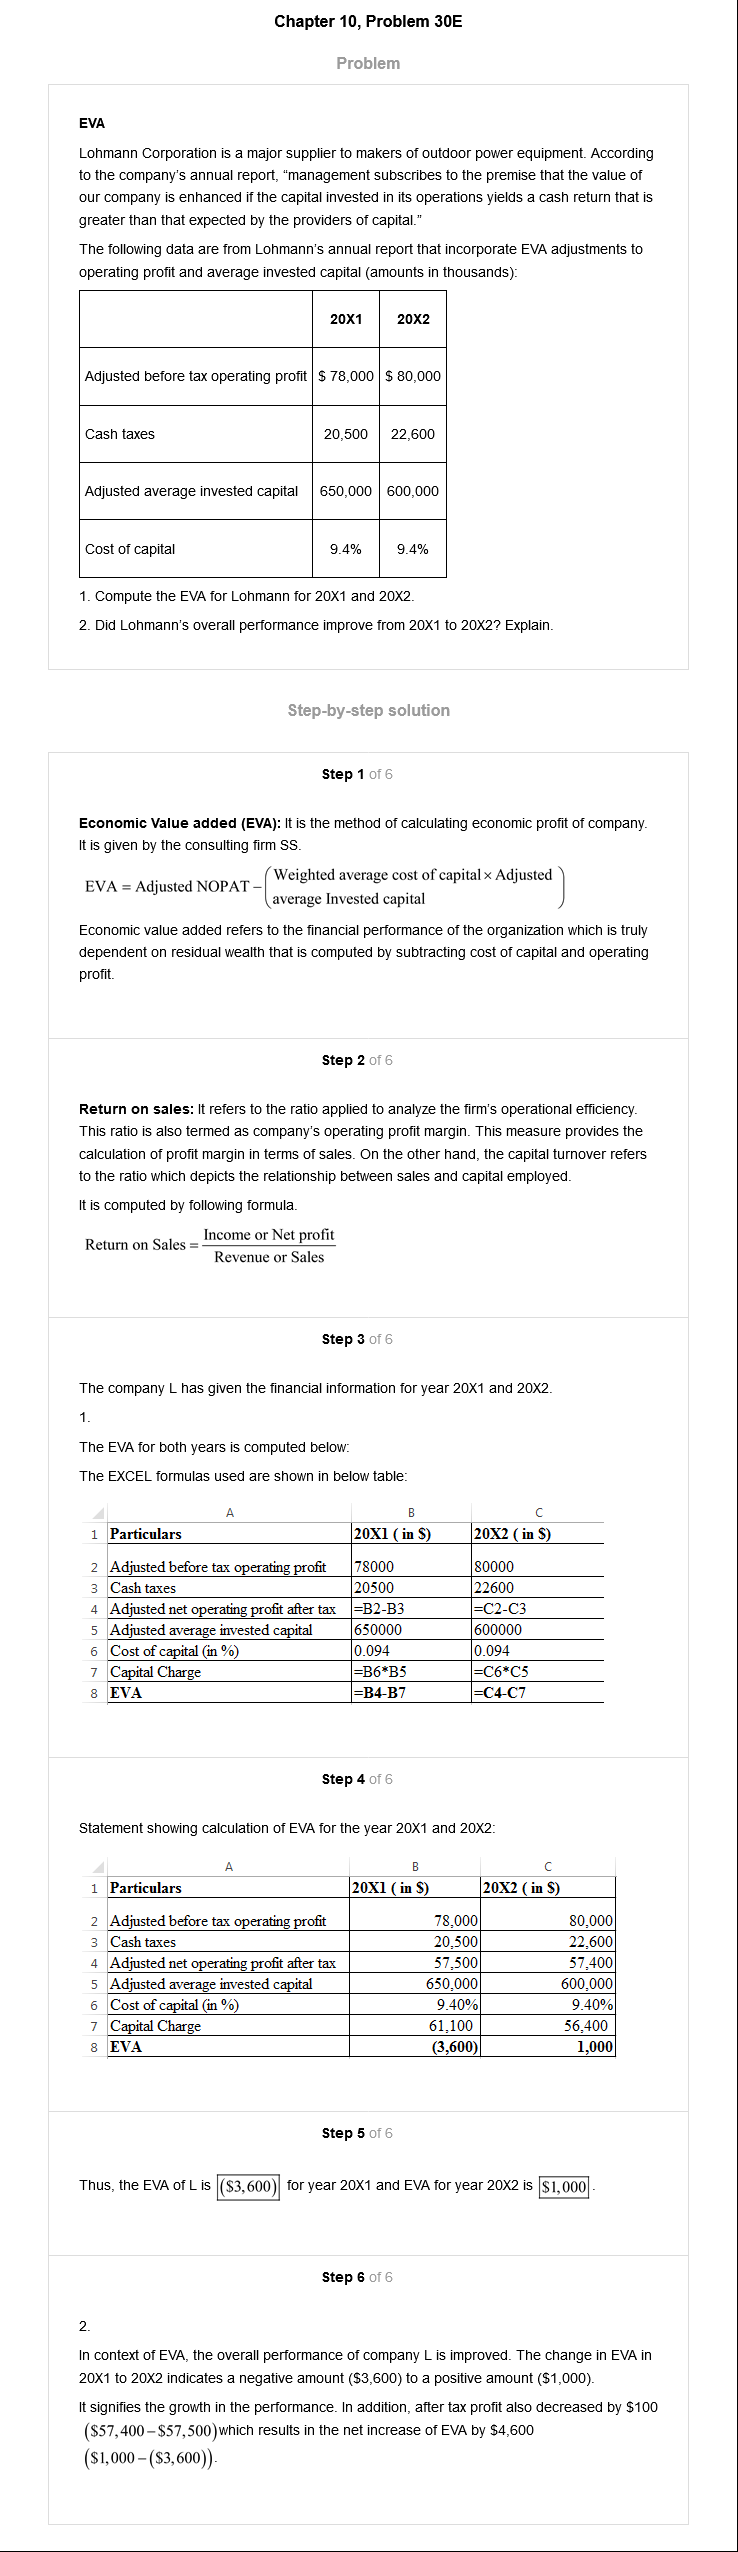 Chapter 10, Problem 30E
Problem
EVA
Lohmann Corporation is a major supplier to makers of outdoor power equipment. According
to the company's annual report, “management subscribes to the premise that the value of
our company is enhanced if the capital invested in its operations yields a cash return that is
greater than that expected by the providers of capital.”
The following data are from Lohmann's annual report that incorporate EVA adjustments to
operating profit and average invested capital (amounts in thousands):
20X1 20X2
Adjusted before tax operating profit $ 78,000 $ 80,000
Cash taxes 20,500 22,600
Adjusted average invested capital 650,000 600,000
Cost of capital 9.4% 9.4%
1. Compute the EVA for Lohmann for 20X1 and 20X2.
2. Did Lohmann's overall performance improve from 20X1 to 20X2? Explain.
Step-by-step solution
Step 1 of 6
Economic Value added (EVA): It is the method of calculating economic profit of company.
It is given by the consulting firm SS.
EVA = Adjusted NOPAT – (Weighted average cost of capital × Adjusted
average Invested capital)
Economic value added refers to the financial performance of the organization which is truly
dependent on residual wealth that is computed by subtracting cost of capital and operating
profit.
Step 2 of 6
Return on sales: It refers to the ratio applied to analyze the firm's operational efficiency.
This ratio is also termed as company's operating profit margin. This measure provides the
calculation of profit margin in terms of sales. On the other hand, the capital turnover refers
to the ratio which depicts the relationship between sales and capital employed.
It is computed by following formula.
Return on Sales = Income or Net profit
Revenue or Sales
Step 3 of 6
The company L has given the financial information for year 20X1 and 20X2.
1.
The EVA for both years is computed below:
The EXCEL formulas used are shown in below table:
A B C
1 Particulars 20X1 ( in $) 20X2 ( in $)
2 Adjusted before tax operating profit 78000 80000
3 Cash taxes 20500 22600
4 Adjusted net operating profit after tax =B2-B3 =C2-C3
5 Adjusted average invested capital 650000 600000
6 Cost of capital (in %) 0.094 0.094
7 Capital Charge =B6*B5 =C6*C5
8 EVA =B4-B7 =C4-C7
Step 4 of 6
Statement showing calculation of EVA for the year 20X1 and 20X2:
A B C
1 Particulars 20X1 ( in $) 20X2 ( in $)
2 Adjusted before tax operating profit 78,000 80,000
3 Cash taxes 20,500 22,600
4 Adjusted net operating profit after tax 57,500 57,400
5 Adjusted average invested capital 650,000 600,000
6 Cost of capital (in %) 9.40% 9.40%
7 Capital Charge 61,100 56,400
8 EVA (3,600) 1,000
Step 5 of 6
Thus, the EVA of L is ($3,600) for year 20X1 and EVA for year 20X2 is $1,000.
Step 6 of 6
2.
In context of EVA, the overall performance of company L is improved. The change in EVA in
20X1 to 20X2 indicates a negative amount ($3,600) to a positive amount ($1,000).
It signifies the growth in the performance. In addition, after tax profit also decreased by $100
($57,400 – $57,500) which results in the net increase of EVA by $4,600
($1,000 – ($3,600)).